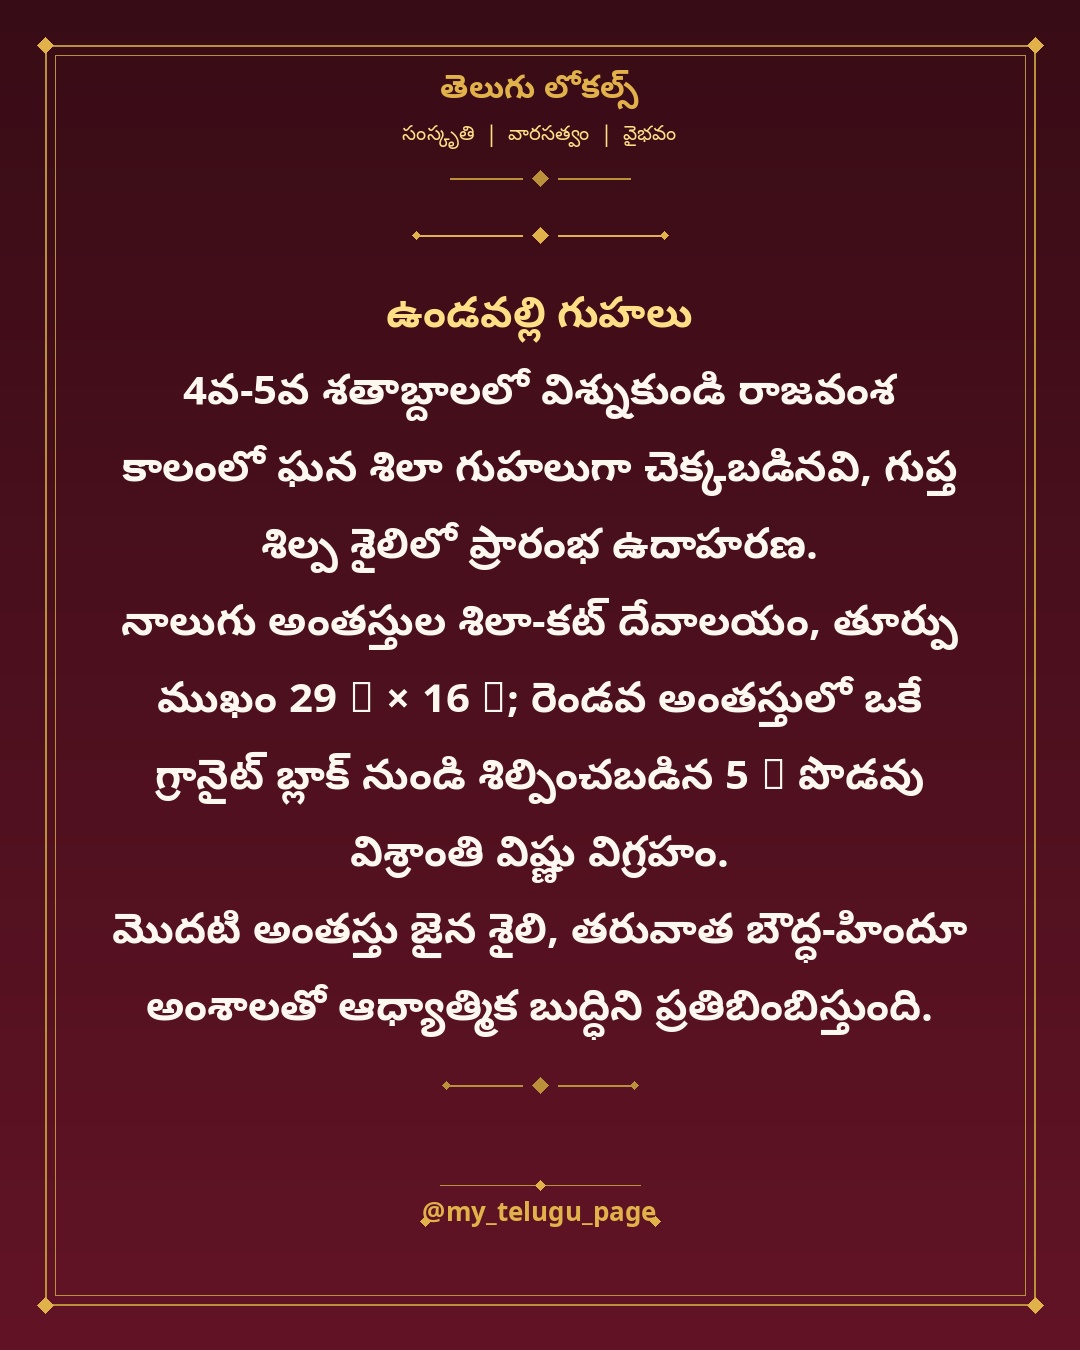 తెలుగు లోకల్స్
సంస్కృతి | వారసత్వం | వైభవం
ఉండవల్లి గుహలు
4వ-5వ శతాబ్దాలలో విశ్నుకుండి రాజవంశ
కాలంలో ఘన శిలా గుహలుగా చెక్కబడినవి, గుప్త
శిల్ప శైలిలో ప్రారంభ ఉదాహరణ.
నాలుగు అంతస్తుల శిలా-కట్ దేవాలయం, తూర్పు
ముఖం 29 × 16 ; రెండవ అంతస్తులో ఒకే
గ్రానైట్ బ్లాక్ నుండి శిల్పించబడిన 5 పొడవు
విశ్రాంతి విష్ణు విగ్రహం.
మొదటి అంతస్తు జైన శైలి, తరువాత బౌద్ధ-హిందూ
అంశాలతో ఆధ్యాత్మిక బుద్ధిని ప్రతిబింబిస్తుంది.
@my_telugu_page